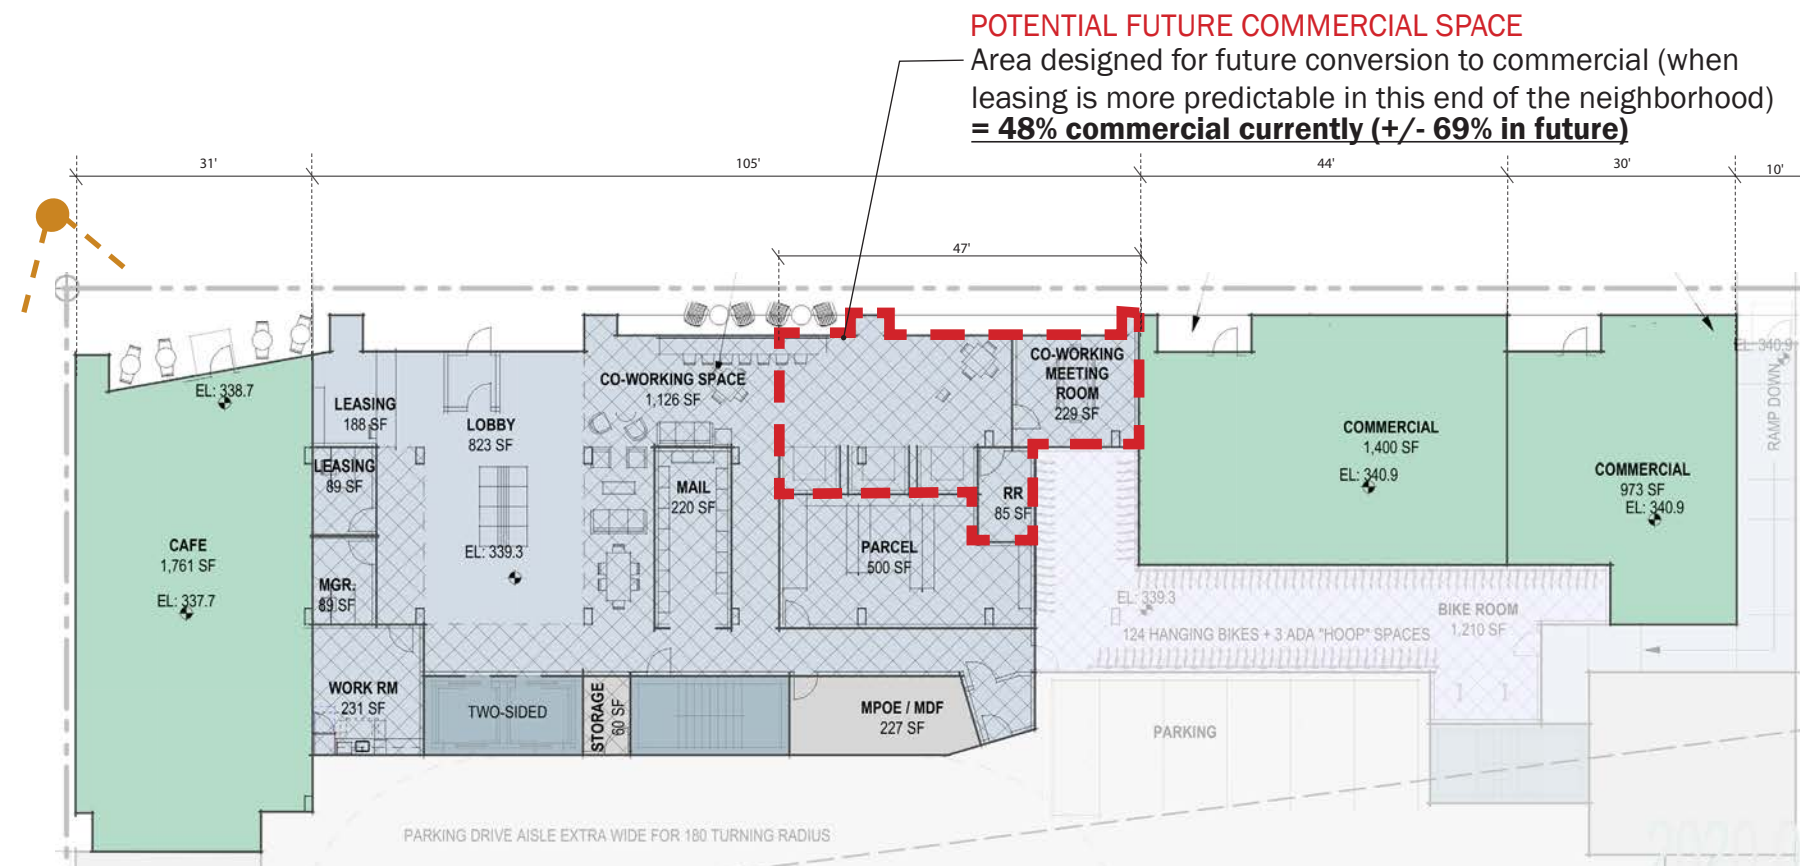 POTENTIAL FUTURE COMMERCIAL SPACE
Area designed for future conversion to commercial (when
leasing is more predictable in this end of the neighborhood)
= 48% commercial currently (+/- 69% in future)
31'
105'
44'
30'
10'
47'
EL: 338.7
LEASING
188 SF
LOBBY
823 SF
CO-WORKING SPACE
1,126 SF
CO-WORKING
MEETING
ROOM
229 SF
COMMERCIAL
1,400 SF
EL: 340.9
COMMERCIAL
973 SF
EL: 340.9
EL: 340.9
RAMP DOWN
LEASING
89 SF
MAIL
220 SF
RR
85 SF
CAFE
1,761 SF
EL: 337.7
EL: 339.3
PARCEL
500 SF
MGR.
89 SF
EL: 339.3
124 HANGING BIKES + 3 ADA "HOOP" SPACES
BIKE ROOM
1,210 SF
WORK RM
231 SF
TWO-SIDED
STORAGE
60 SF
MPOE / MDF
227 SF
PARKING
PARKING DRIVE AISLE EXTRA WIDE FOR 180 TURNING RADIUS